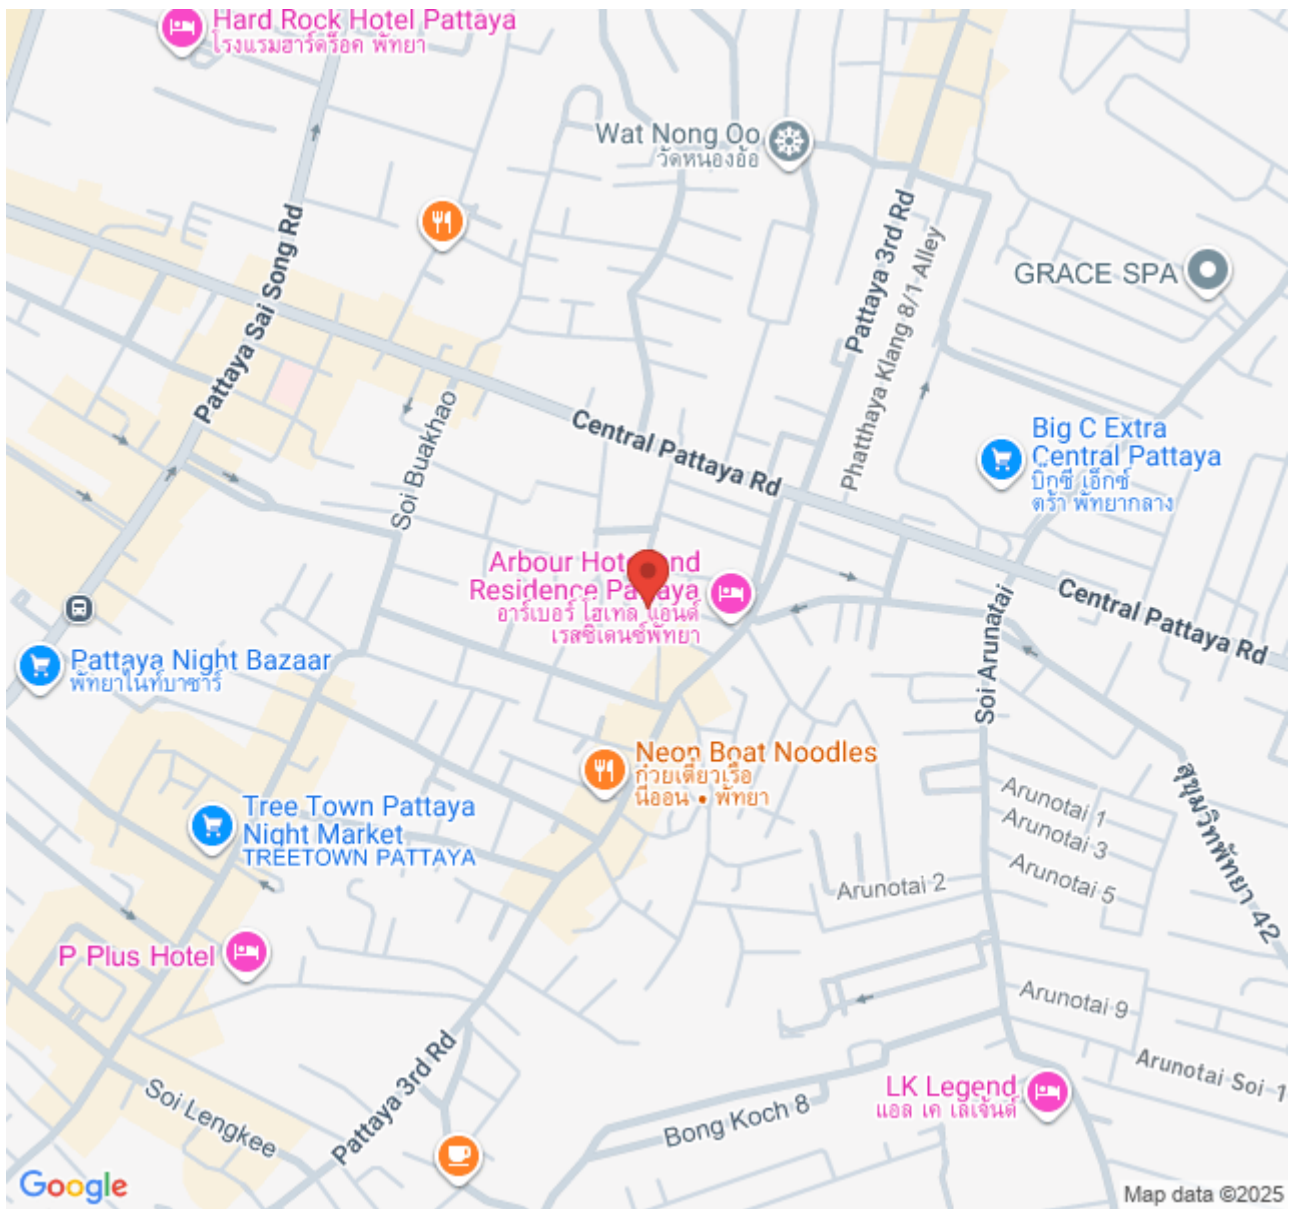 Hard Rock Hotel Pattaya
โรงแรมฮาร์ดร็อค พัทยา
Wat Nong Oo
วัดหนองอ้อ
Pattaya Sai Song Rd
Pattaya 3rd Rd
Phatthaya Klang 8/1 Alley
GRACE SPA
Soi Buakhao
Central Pattaya Rd
Big C Extra
Central Pattaya
บิ๊กซี เอ็กซ์
ตร้า พัทยากลาง
Arbour Hot and
Residence Pattaya
อาร์เบอร์ โฮเทล แอนด์
เรสซิเดนซ์พัทยา
Central Pattaya Rd
Soi Arunatai
Pattaya Night Bazaar
พัทยาไนท์บาซาร์
Neon Boat Noodles
ก๋วยเตี๋ยวเรือ
นีออน • พัทยา
สุขุมวิทพัทยา 42
Tree Town Pattaya
Night Market
TREETOWN PATTAYA
Arunotai 1
Arunotai 3
Arunotai 5
Arunotai 2
P Plus Hotel
Arunotai 9
Arunotai Soi 1
Pattaya 3rd Rd
Soi Lengkee
LK Legend
แอล เค เลเจ้นด์
Bong Koch 8
Google
Map data ©2025